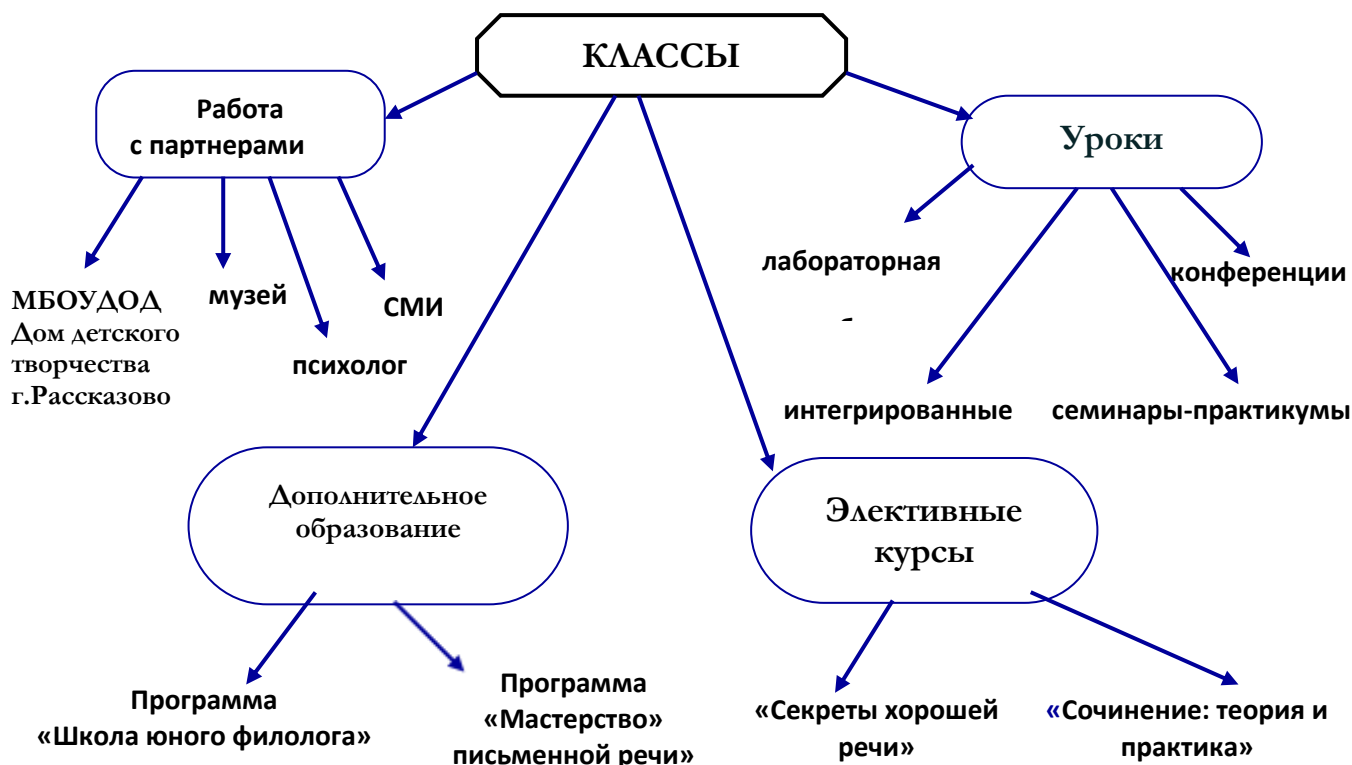 КЛАССЫ
Работа
с партнерами
Уроки
МБОУДОД
Дом детского
творчества
г.Рассказово
музей
психолог
СМИ
лабораторная
конференции
интегрированные
семинары-практикумы
Дополнительное
образование
Элективные
курсы
Программа
«Школа юного филолога»
Программа
«Мастерство»
письменной речи»
«Секреты хорошей
речи»
«Сочинение: теория и
практика»